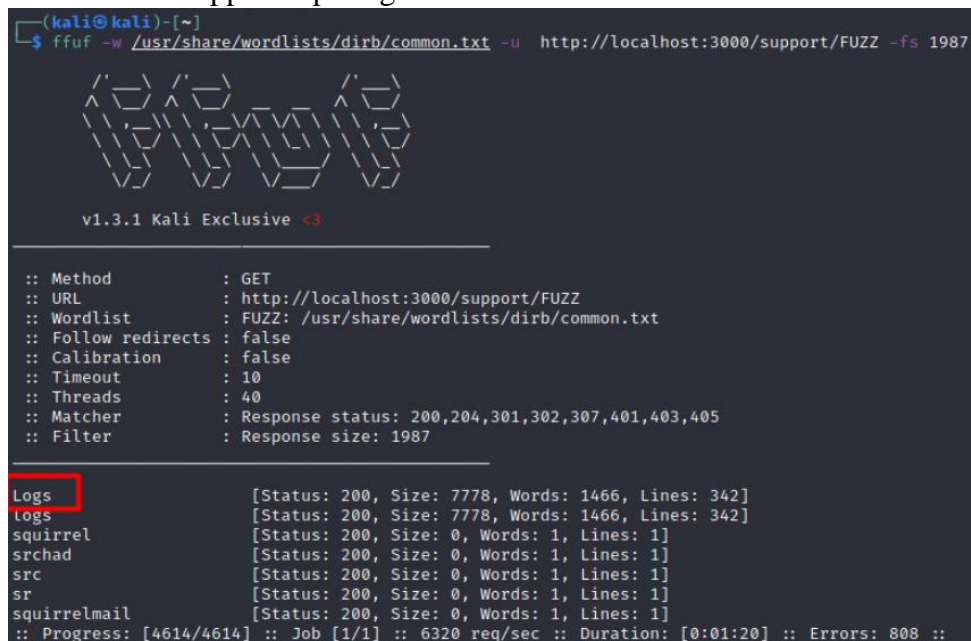 (kali㉿kali)-[~]
$ ffuf -w /usr/share/wordlists/dirb/common.txt -u http://localhost:3000/support/FUZZ -fs 1987
v1.3.1 Kali Exclusive <3
:: Method : GET
:: URL : http://localhost:3000/support/FUZZ
:: Wordlist : FUZZ: /usr/share/wordlists/dirb/common.txt
:: Follow redirects : false
:: Calibration : false
:: Timeout : 10
:: Threads : 40
:: Matcher : Response status: 200,204,301,302,307,401,403,405
:: Filter : Response size: 1987
Logs [Status: 200, Size: 7778, Words: 1466, Lines: 342]
logs [Status: 200, Size: 7778, Words: 1466, Lines: 342]
squirrel [Status: 200, Size: 0, Words: 1, Lines: 1]
srchad [Status: 200, Size: 0, Words: 1, Lines: 1]
src [Status: 200, Size: 0, Words: 1, Lines: 1]
sr [Status: 200, Size: 0, Words: 1, Lines: 1]
squirrelmail [Status: 200, Size: 0, Words: 1, Lines: 1]
:: Progress: [4614/4614] :: Job [1/1] :: 6320 req/sec :: Duration: [0:01:20] :: Errors: 808 ::